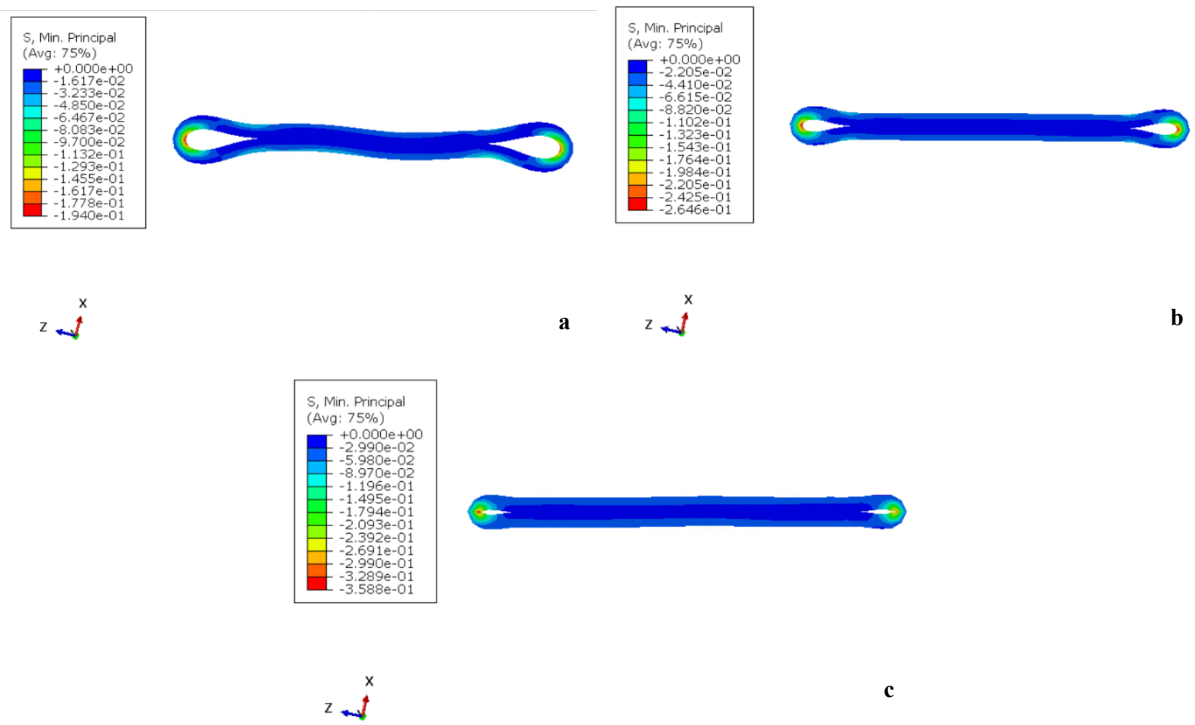 S, Min. Principal
(Avg: 75%)
+0.000e+00
-1.617e-02
-3.233e-02
-4.850e-02
-6.467e-02
-8.083e-02
-9.700e-02
-1.132e-01
-1.293e-01
-1.455e-01
-1.617e-01
-1.778e-01
-1.940e-01
X
Z
a
S, Min. Principal
(Avg: 75%)
+0.000e+00
-2.205e-02
-4.410e-02
-6.615e-02
-8.820e-02
-1.102e-01
-1.323e-01
-1.543e-01
-1.764e-01
-1.984e-01
-2.205e-01
-2.425e-01
-2.646e-01
X
Z
b
S, Min. Principal
(Avg: 75%)
+0.000e+00
-2.990e-02
-5.980e-02
-8.970e-02
-1.196e-01
-1.495e-01
-1.794e-01
-2.093e-01
-2.392e-01
-2.691e-01
-2.990e-01
-3.289e-01
-3.588e-01
X
Z
c